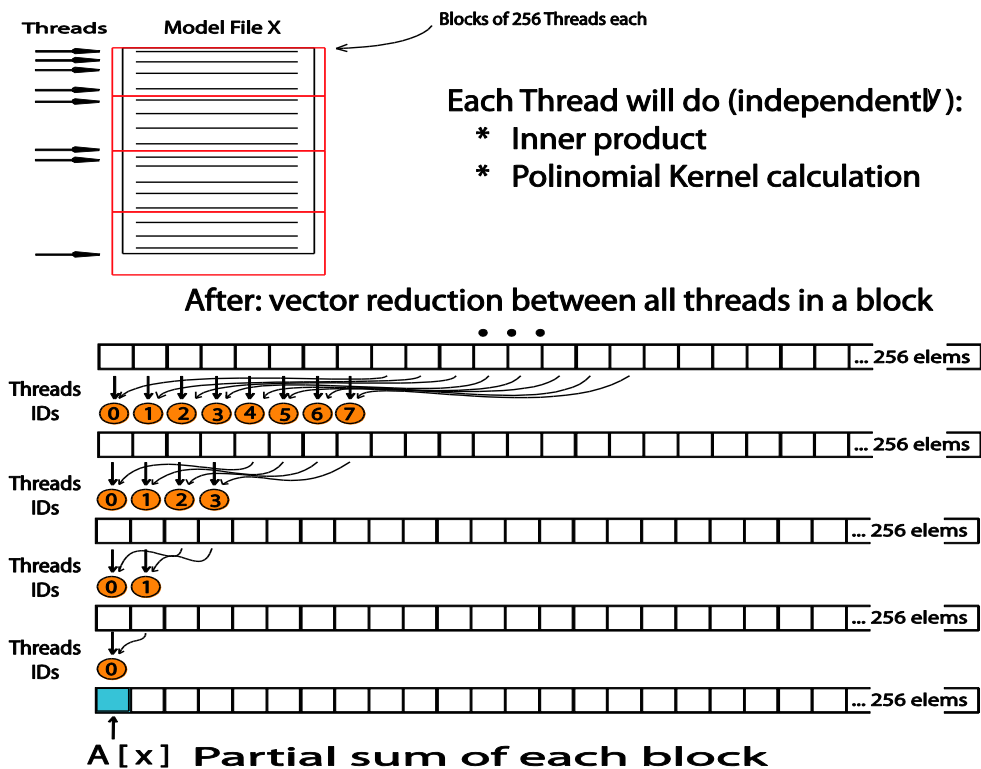 Blocks of 256 Threads each
Threads
Model File X
Each Thread will do (independently):
* Inner product
* Polinomial Kernel calculation
After: vector reduction between all threads in a block
• • •
... 256 elems
Threads
IDs
0 1 2 3 4 5 6 7
... 256 elems
Threads
IDs
0 1 2 3
... 256 elems
Threads
IDs
0 1
... 256 elems
Threads
IDs
0
... 256 elems
A[x] Partial sum of each block